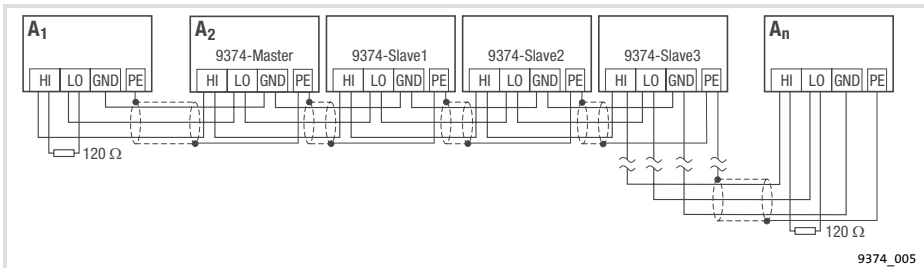 A1 A2 An
9374-Master 9374-Slave1 9374-Slave2 9374-Slave3
HI LO GND PE HI LO GND PE HI LO GND PE HI LO GND PE HI LO GND PE HI LO GND PE
120 Ω
120 Ω
9374_005